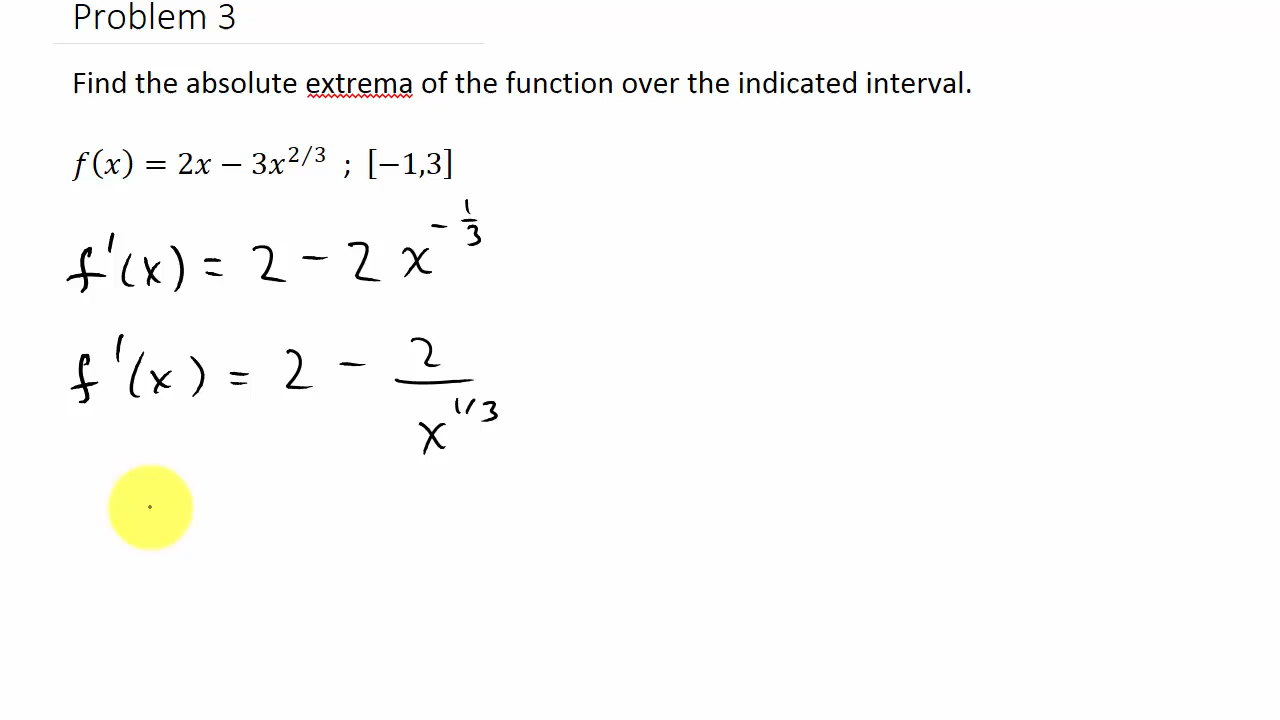 Problem 3
Find the absolute extrema of the function over the indicated interval.
f(x) = 2x − 3x^{2/3} ; [−1,3]
f'(x) = 2 − 2x^{−1/3}
f'(x) = 2 − 2/x^{1/3}